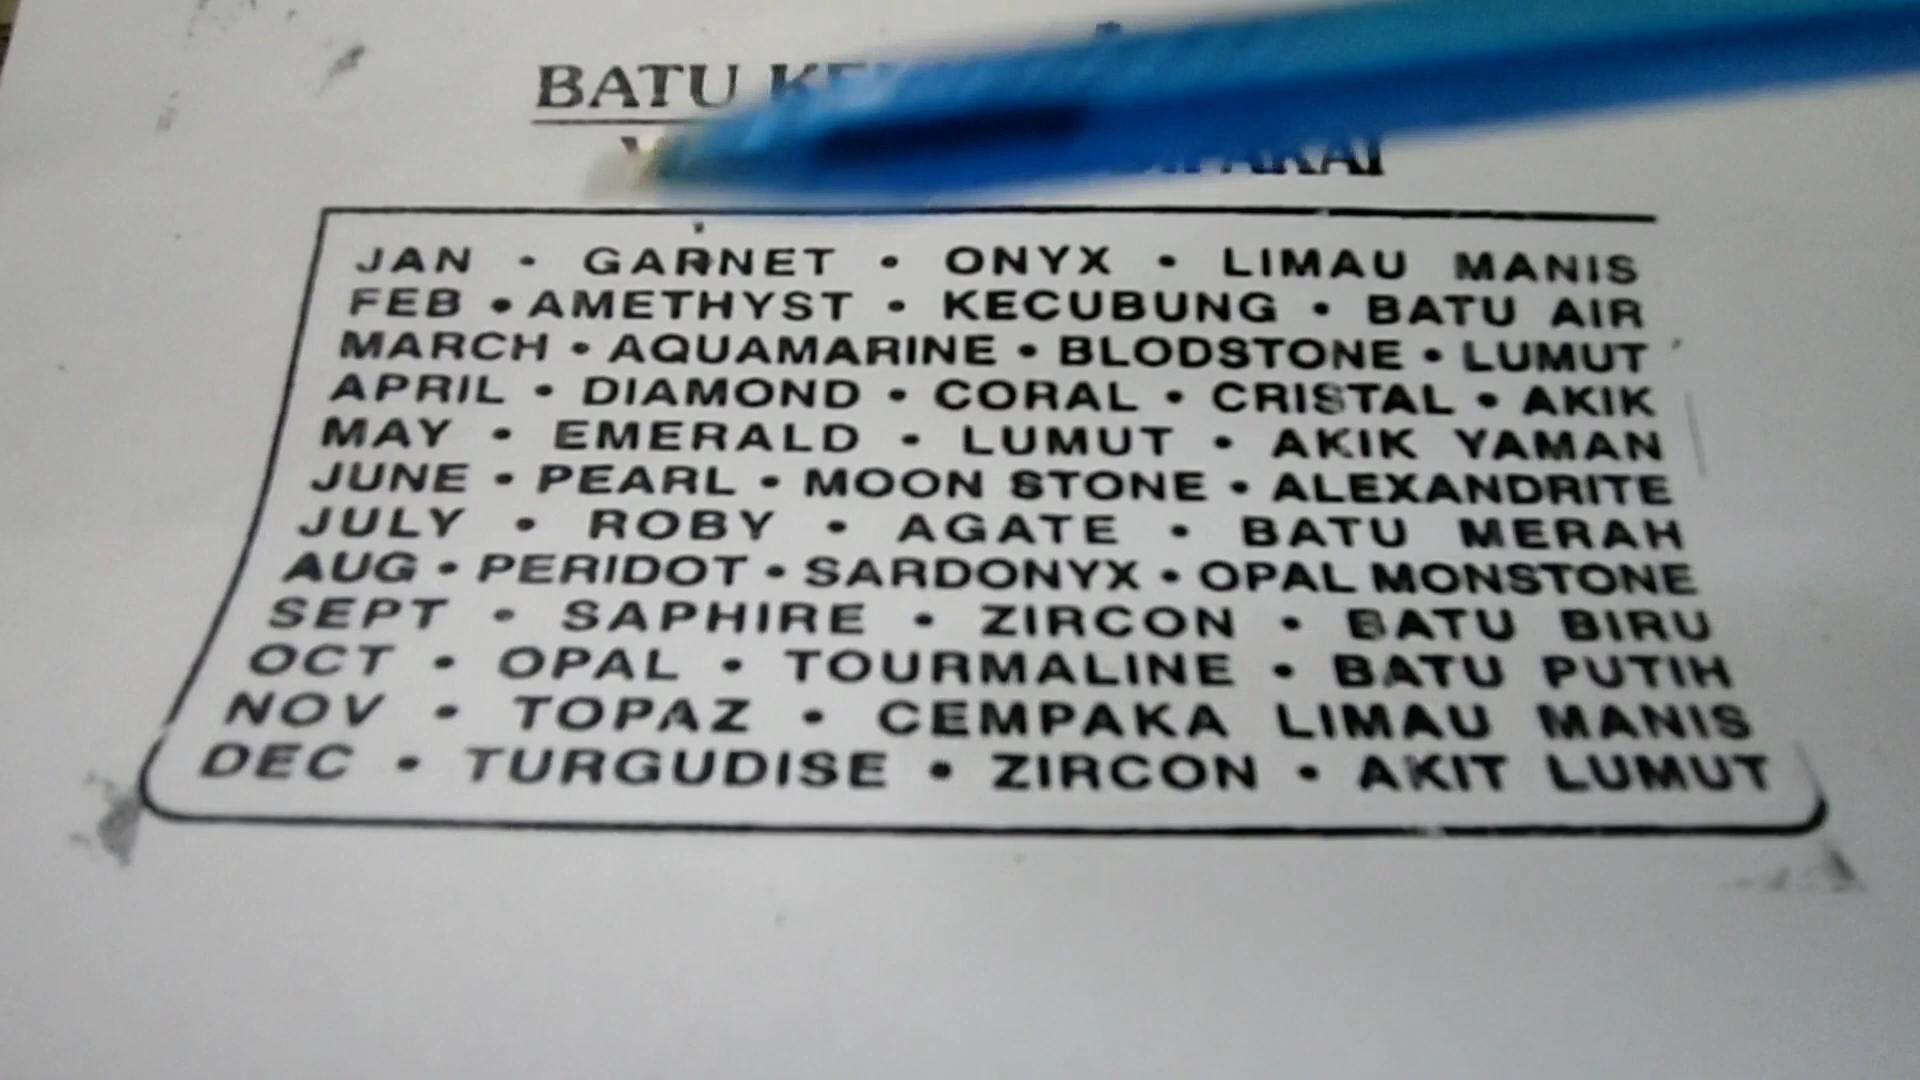 BATU
JAN • GARNET • ONYX • LIMAU MANIS
FEB • AMETHYST • KECUBUNG • BATU AIR
MARCH • AQUAMARINE • BLODSTONE • LUMUT
APRIL • DIAMOND • CORAL • CRISTAL • AKIK
MAY • EMERALD • LUMUT • AKIK YAMAN
JUNE • PEARL • MOON STONE • ALEXANDRITE
JULY • ROBY • AGATE • BATU MERAH
AUG • PERIDOT • SARDONYX • OPAL MONSTONE
SEPT • SAPHIRE • ZIRCON • BATU BIRU
OCT • OPAL • TOURMALINE • BATU PUTIH
NOV • TOPAZ • CEMPAKA LIMAU MANIS
DEC • TURGUDISE • ZIRCON • AKIT LUMUT